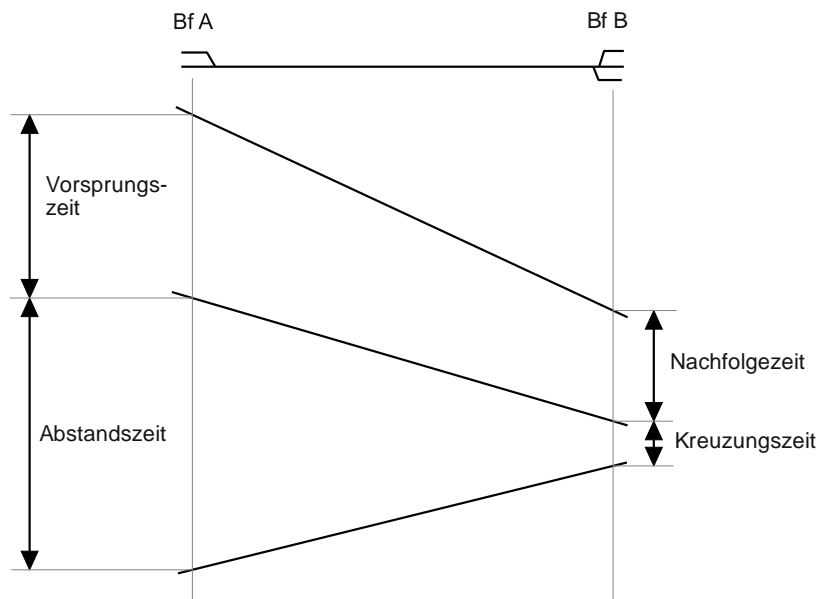 Bf A
Bf B
Vorsprungs-
zeit
Nachfolgezeit
Abstandszeit
Kreuzungszeit